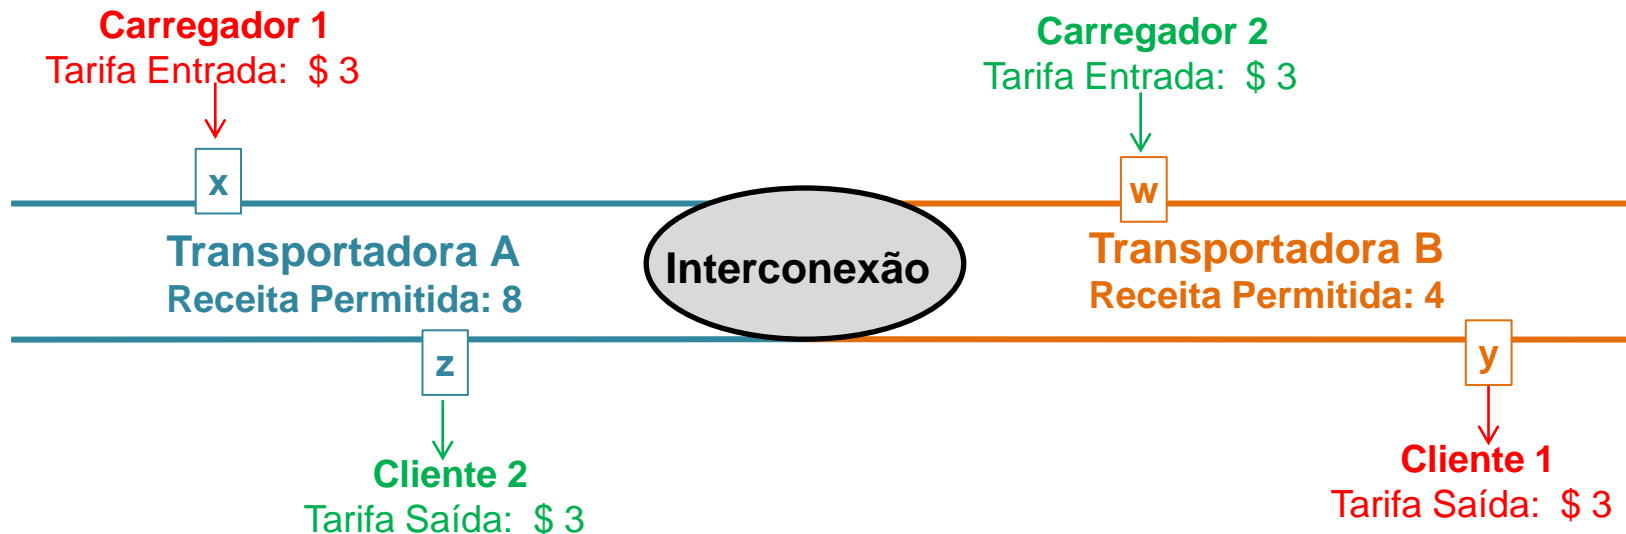 Carregador 1
Tarifa Entrada: $ 3
Carregador 2
Tarifa Entrada: $ 3
x
w
Transportadora A
Receita Permitida: 8
Interconexão
Transportadora B
Receita Permitida: 4
z
y
Cliente 2
Tarifa Saída: $ 3
Cliente 1
Tarifa Saída: $ 3